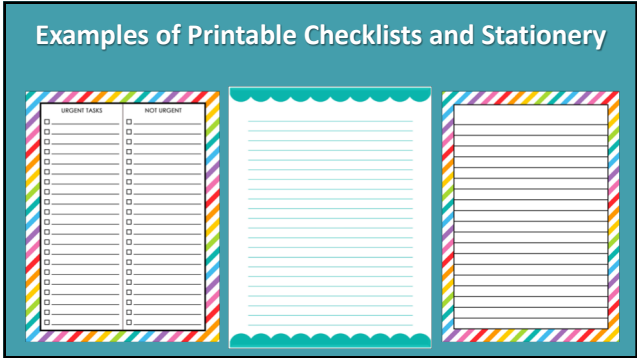 Examples of Printable Checklists and Stationery
URGENT TASKS
NOT URGENT